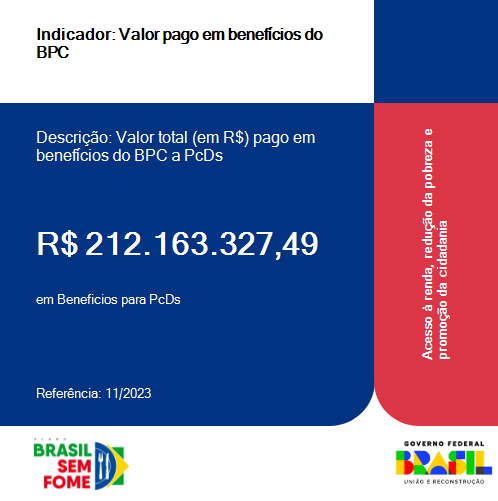 Indicador: Valor pago em benefícios do
BPC
Descrição: Valor total (em R$) pago em
benefícios do BPC a PcDs
R$ 212.163.327,49
em Beneficios para PcDs
Referência: 11/2023
Acesso à renda, redução da pobreza e
promoção da cidadania
PLANO
BRASIL
SEM
FOME
GOVERNO FEDERAL
BRASIL
UNIÃO E RECONSTRUÇÃO